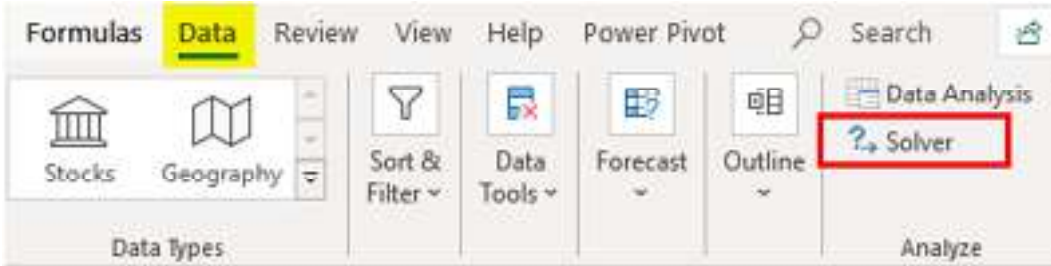 Formulas Data Review View Help Power Pivot Search
Stocks
Geography
Data Types
Sort &
Filter
Data
Tools
Forecast
Outline
Data Analysis
Solver
Analyze